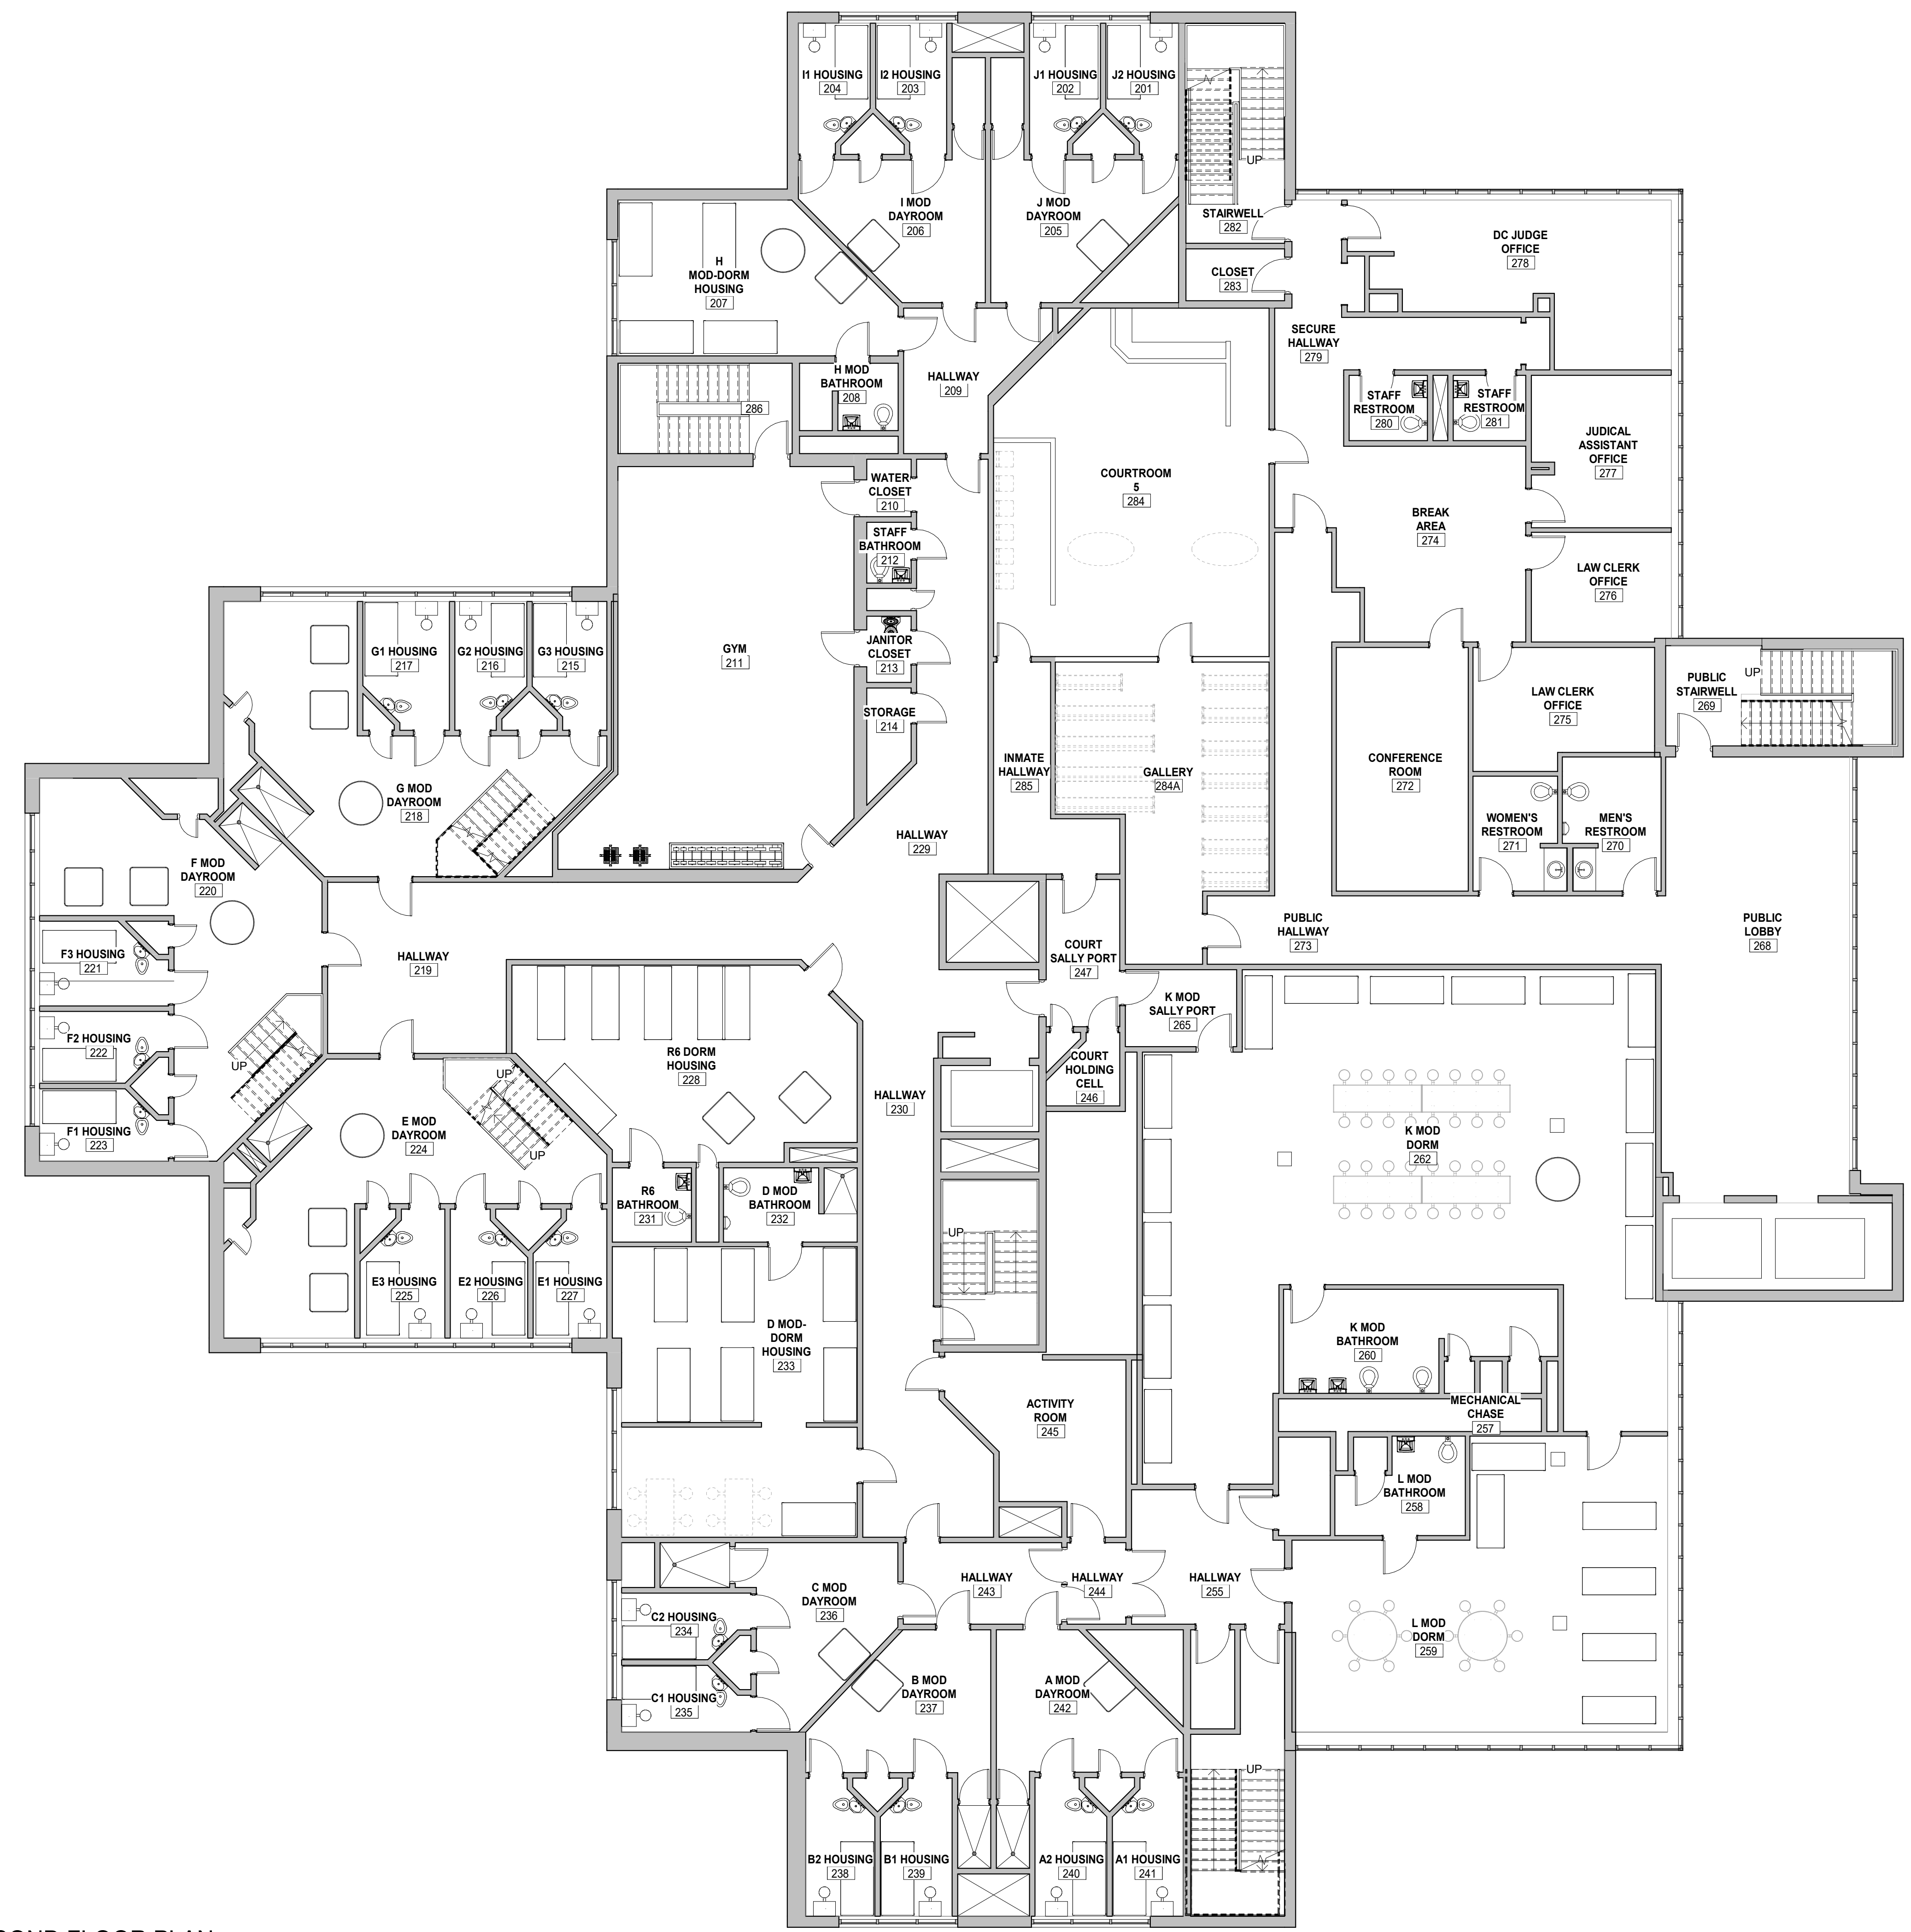 I1 HOUSING
204
I2 HOUSING
203
J1 HOUSING
202
J2 HOUSING
201
UP
I MOD
DAYROOM
206
J MOD
DAYROOM
205
STAIRWELL
282
CLOSET
283
DC JUDGE
OFFICE
278
H
MOD-DORM
HOUSING
207
SECURE
HALLWAY
279
H MOD
BATHROOM
208
HALLWAY
209
286
STAFF
RESTROOM
280
STAFF
RESTROOM
281
JUDICAL
ASSISTANT
OFFICE
277
WATER
CLOSET
210
COURTROOM
5
284
BREAK
AREA
274
STAFF
BATHROOM
212
LAW CLERK
OFFICE
276
GYM
211
JANITOR
CLOSET
213
G1 HOUSING
217
G2 HOUSING
216
G3 HOUSING
215
STORAGE
214
LAW CLERK
OFFICE
275
PUBLIC
STAIRWELL
269
UP
INMATE
HALLWAY
285
GALLERY
284A
CONFERENCE
ROOM
272
G MOD
DAYROOM
218
WOMEN'S
RESTROOM
271
MEN'S
RESTROOM
270
HALLWAY
229
F MOD
DAYROOM
220
PUBLIC
HALLWAY
273
PUBLIC
LOBBY
268
F3 HOUSING
221
HALLWAY
219
COURT
SALLY PORT
247
K MOD
SALLY PORT
265
F2 HOUSING
222
UP
R6 DORM
HOUSING
228
COURT
HOLDING
CELL
246
UP
HALLWAY
230
F1 HOUSING
223
E MOD
DAYROOM
224
UP
K MOD
DORM
262
R6
BATHROOM
231
D MOD
BATHROOM
232
UP
E3 HOUSING
225
E2 HOUSING
226
E1 HOUSING
227
D MOD-
DORM
HOUSING
233
K MOD
BATHROOM
260
ACTIVITY
ROOM
245
MECHANICAL
CHASE
257
L MOD
BATHROOM
258
C MOD
DAYROOM
236
HALLWAY
243
HALLWAY
244
HALLWAY
255
C2 HOUSING
234
L MOD
DORM
259
C1 HOUSING
235
B MOD
DAYROOM
237
A MOD
DAYROOM
242
UP
B2 HOUSING
238
B1 HOUSING
239
A2 HOUSING
240
A1 HOUSING
241